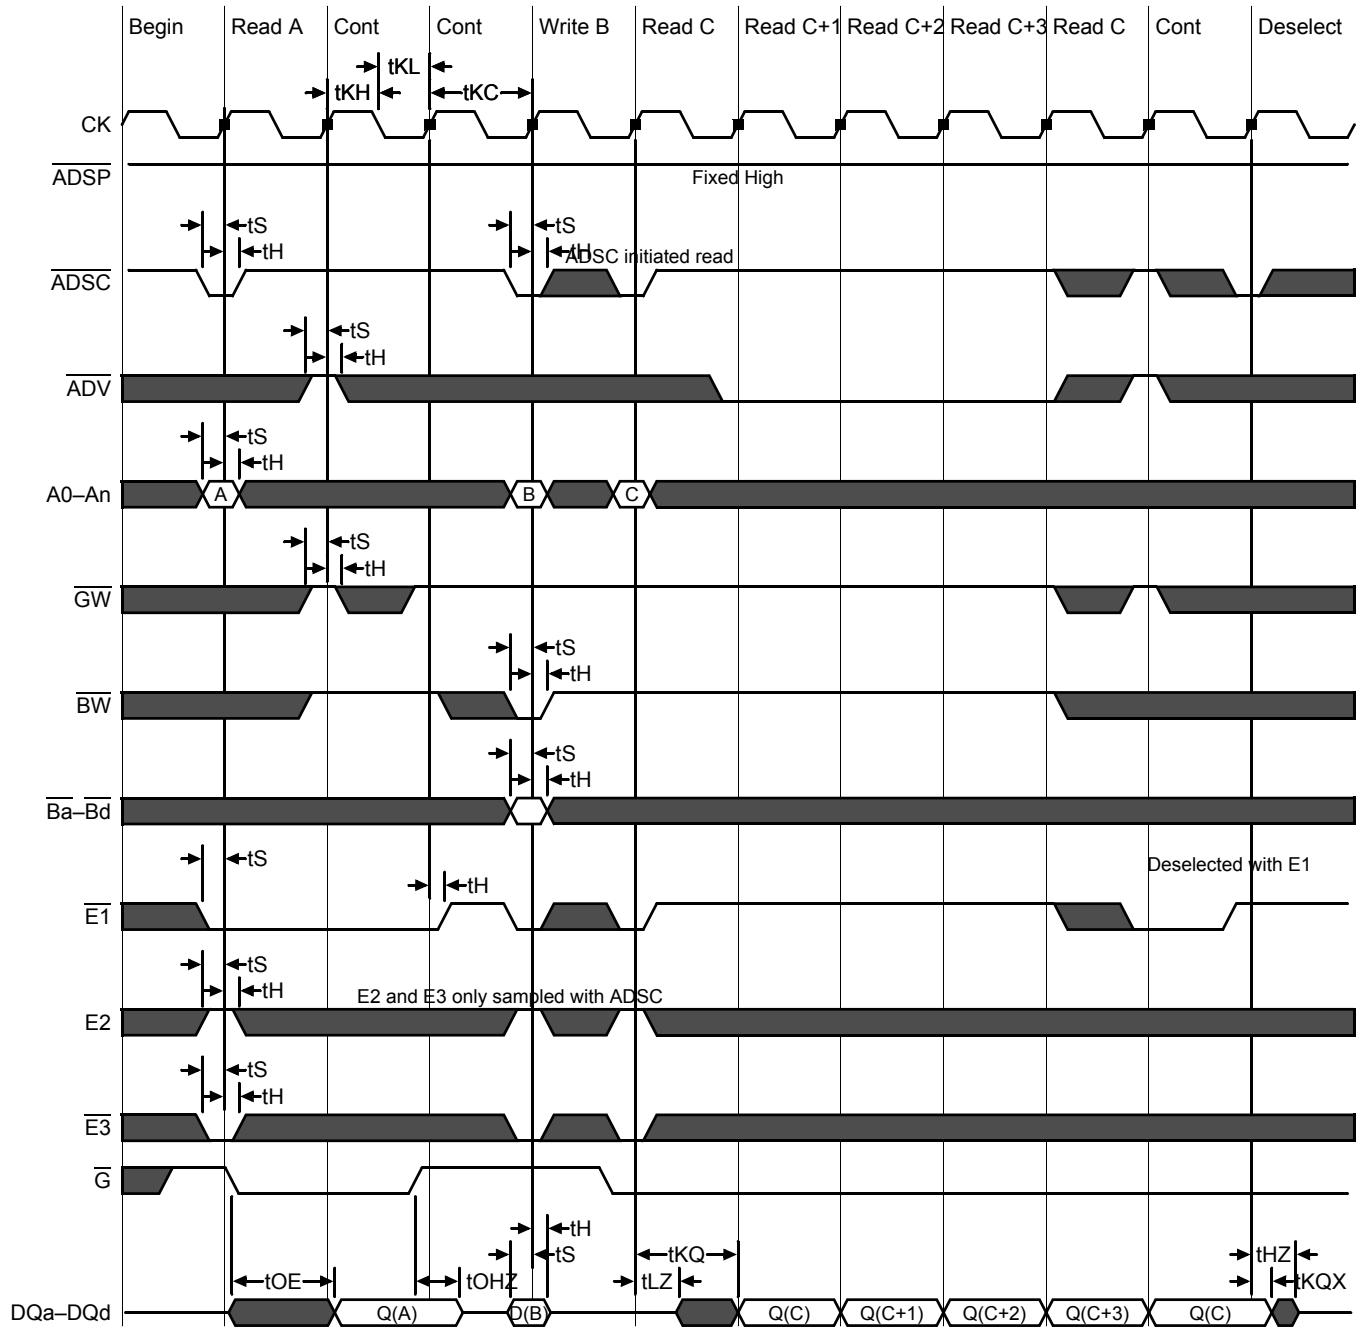 Begin Read A Cont Cont Write B Read C Read C+1 Read C+2 Read C+3 Read C Cont Deselect
tKL
tKH tKC
CK
ADSP
Fixed High
tS tS
tH tH
ADSC initiated read
ADSC
tS
tH
ADV
tS
tH
A0–An A B C
tS
tH
GW
tS
tH
BW
tS
tH
Ba–Bd
tS
Deselected with E1
tH
E1
tS
tH
E2 and E3 only sampled with ADSC
E2
tS
tH
E3
G
tH
tS tKQ tHZ
tOE tOHZ tLZ tKQX
DQa–DQd Q(A) D(B) Q(C) Q(C+1) Q(C+2) Q(C+3) Q(C)